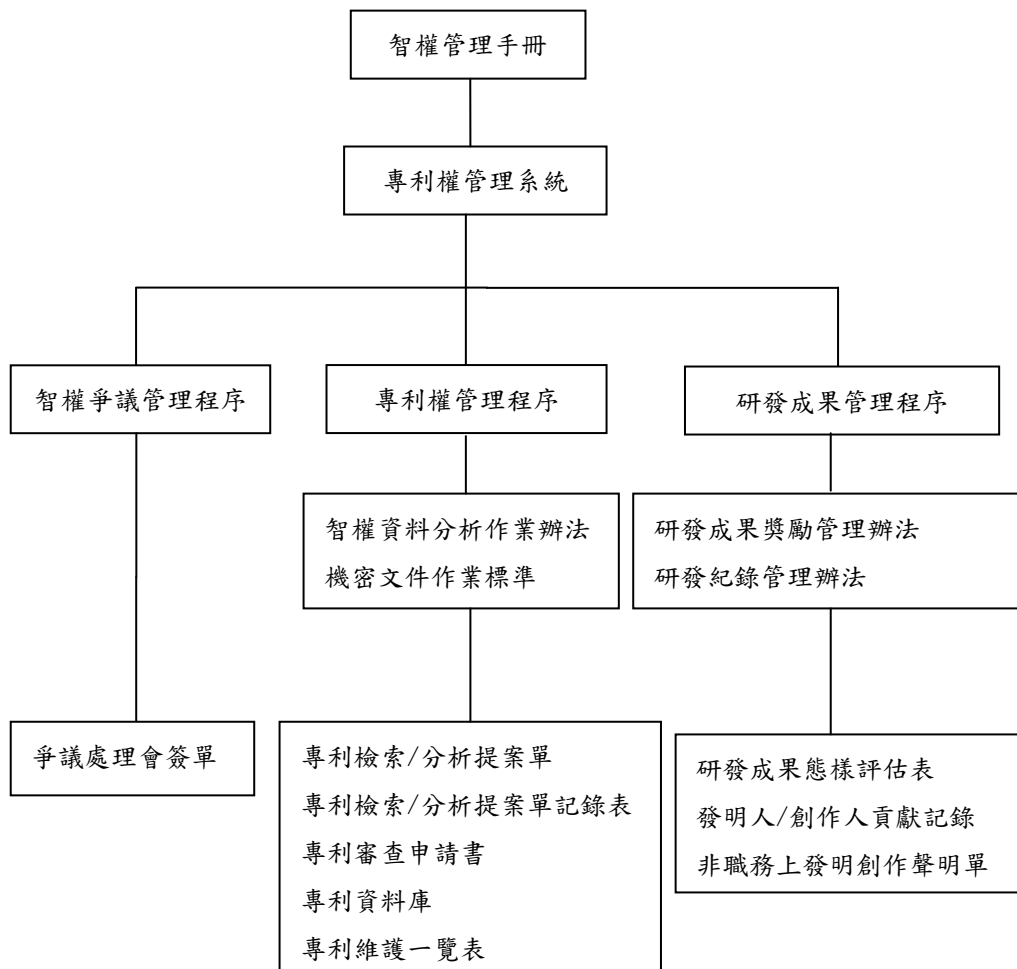 智權管理手冊
專利權管理系統
智權爭議管理程序
專利權管理程序
研發成果管理程序
智權資料分析作業辦法
機密文件作業標準
研發成果獎勵管理辦法
研發紀錄管理辦法
爭議處理會簽單
專利檢索/分析提案單
專利檢索/分析提案單記錄表
專利審查申請書
專利資料庫
專利維護一覽表
研發成果態樣評估表
發明人/創作人貢獻記錄
非職務上發明創作聲明單